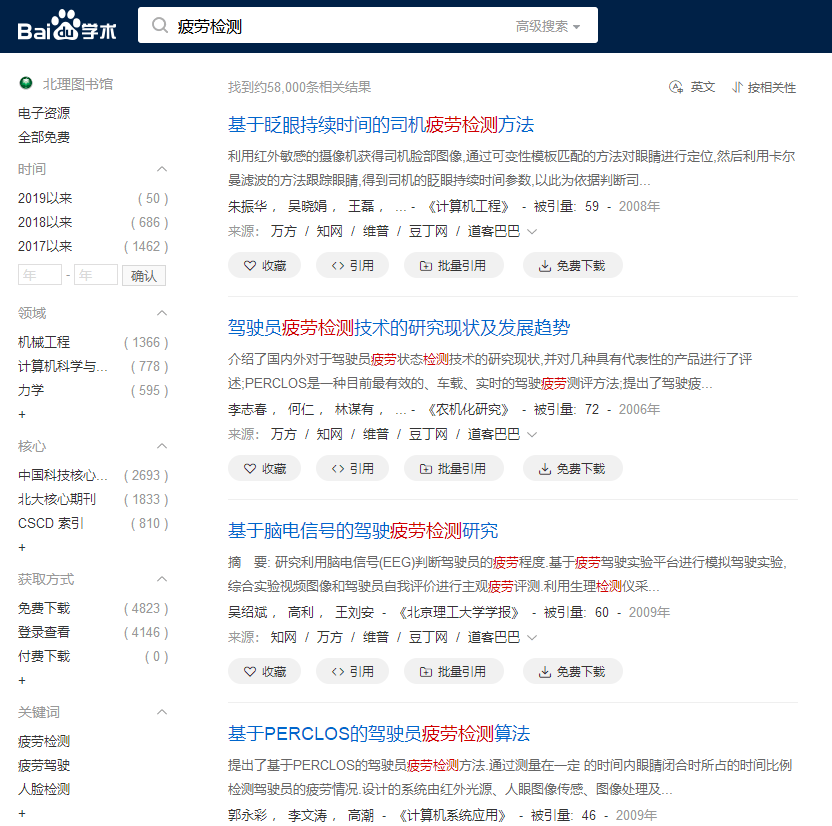 Bai du 学术
疲劳检测
高级搜索
北理图书馆
电子资源
全部免费
时间
2019以来 ( 50 )
2018以来 ( 686 )
2017以来 ( 1462 )
年 - 年 确认
领域
机械工程 ( 1366 )
计算机科学与... ( 778 )
力学 ( 595 )
+
核心
中国科技核心... ( 2693 )
北大核心期刊 ( 1833 )
CSCD 索引 ( 810 )
+
获取方式
免费下载 ( 4823 )
登录查看 ( 4146 )
付费下载 ( 0 )
+
关键词
疲劳检测
疲劳驾驶
人脸检测
+
找到约58,000条相关结果
英文 按相关性
基于眨眼持续时间的司机疲劳检测方法
利用红外敏感的摄像机获得司机脸部图像,通过可变性模板匹配的方法对眼睛进行定位,然后利用卡尔
曼滤波的方法跟踪眼睛,得到司机的眨眼持续时间参数,以此为依据判断司...
朱振华， 吴晓娟， 王磊， ... - 《计算机工程》 - 被引量: 59 - 2008年
来源: 万方 / 知网 / 维普 / 豆丁网 / 道客巴巴
收藏 <> 引用 批量引用 免费下载
驾驶员疲劳检测技术的研究现状及发展趋势
介绍了国内外对于驾驶员疲劳状态检测技术的研究现状,并对几种具有代表性的产品进行了评
述;PERCLOS是一种目前最有效的、车载、实时的驾驶疲劳测评方法;提出了驾驶疲...
李志春， 何仁， 林谋有， ... - 《农机化研究》 - 被引量: 72 - 2006年
来源: 万方 / 知网 / 维普 / 豆丁网 / 道客巴巴
收藏 <> 引用 批量引用 免费下载
基于脑电信号的驾驶疲劳检测研究
摘 要: 研究利用脑电信号(EEG)判断驾驶员的疲劳程度.基于疲劳驾驶实验平台进行模拟驾驶实验,
综合实验视频图像和驾驶员自我评价进行主观疲劳评测.利用生理检测仪采...
吴绍斌， 高利， 王刘安 - 《北京理工大学学报》 - 被引量: 60 - 2009年
来源: 知网 / 万方 / 维普 / 豆丁网 / 道客巴巴
收藏 <> 引用 批量引用 免费下载
基于PERCLOS的驾驶员疲劳检测算法
提出了基于PERCLOS的驾驶员疲劳检测方法.通过测量在一定 的时间内眼睛闭合时所占的时间比例
检测驾驶员的疲劳情况.设计的系统由红外光源、人眼图像传感、图像处理及...
郭永彩， 李文涛， 高潮 - 《计算机系统应用》 - 被引量: 46 - 2009年